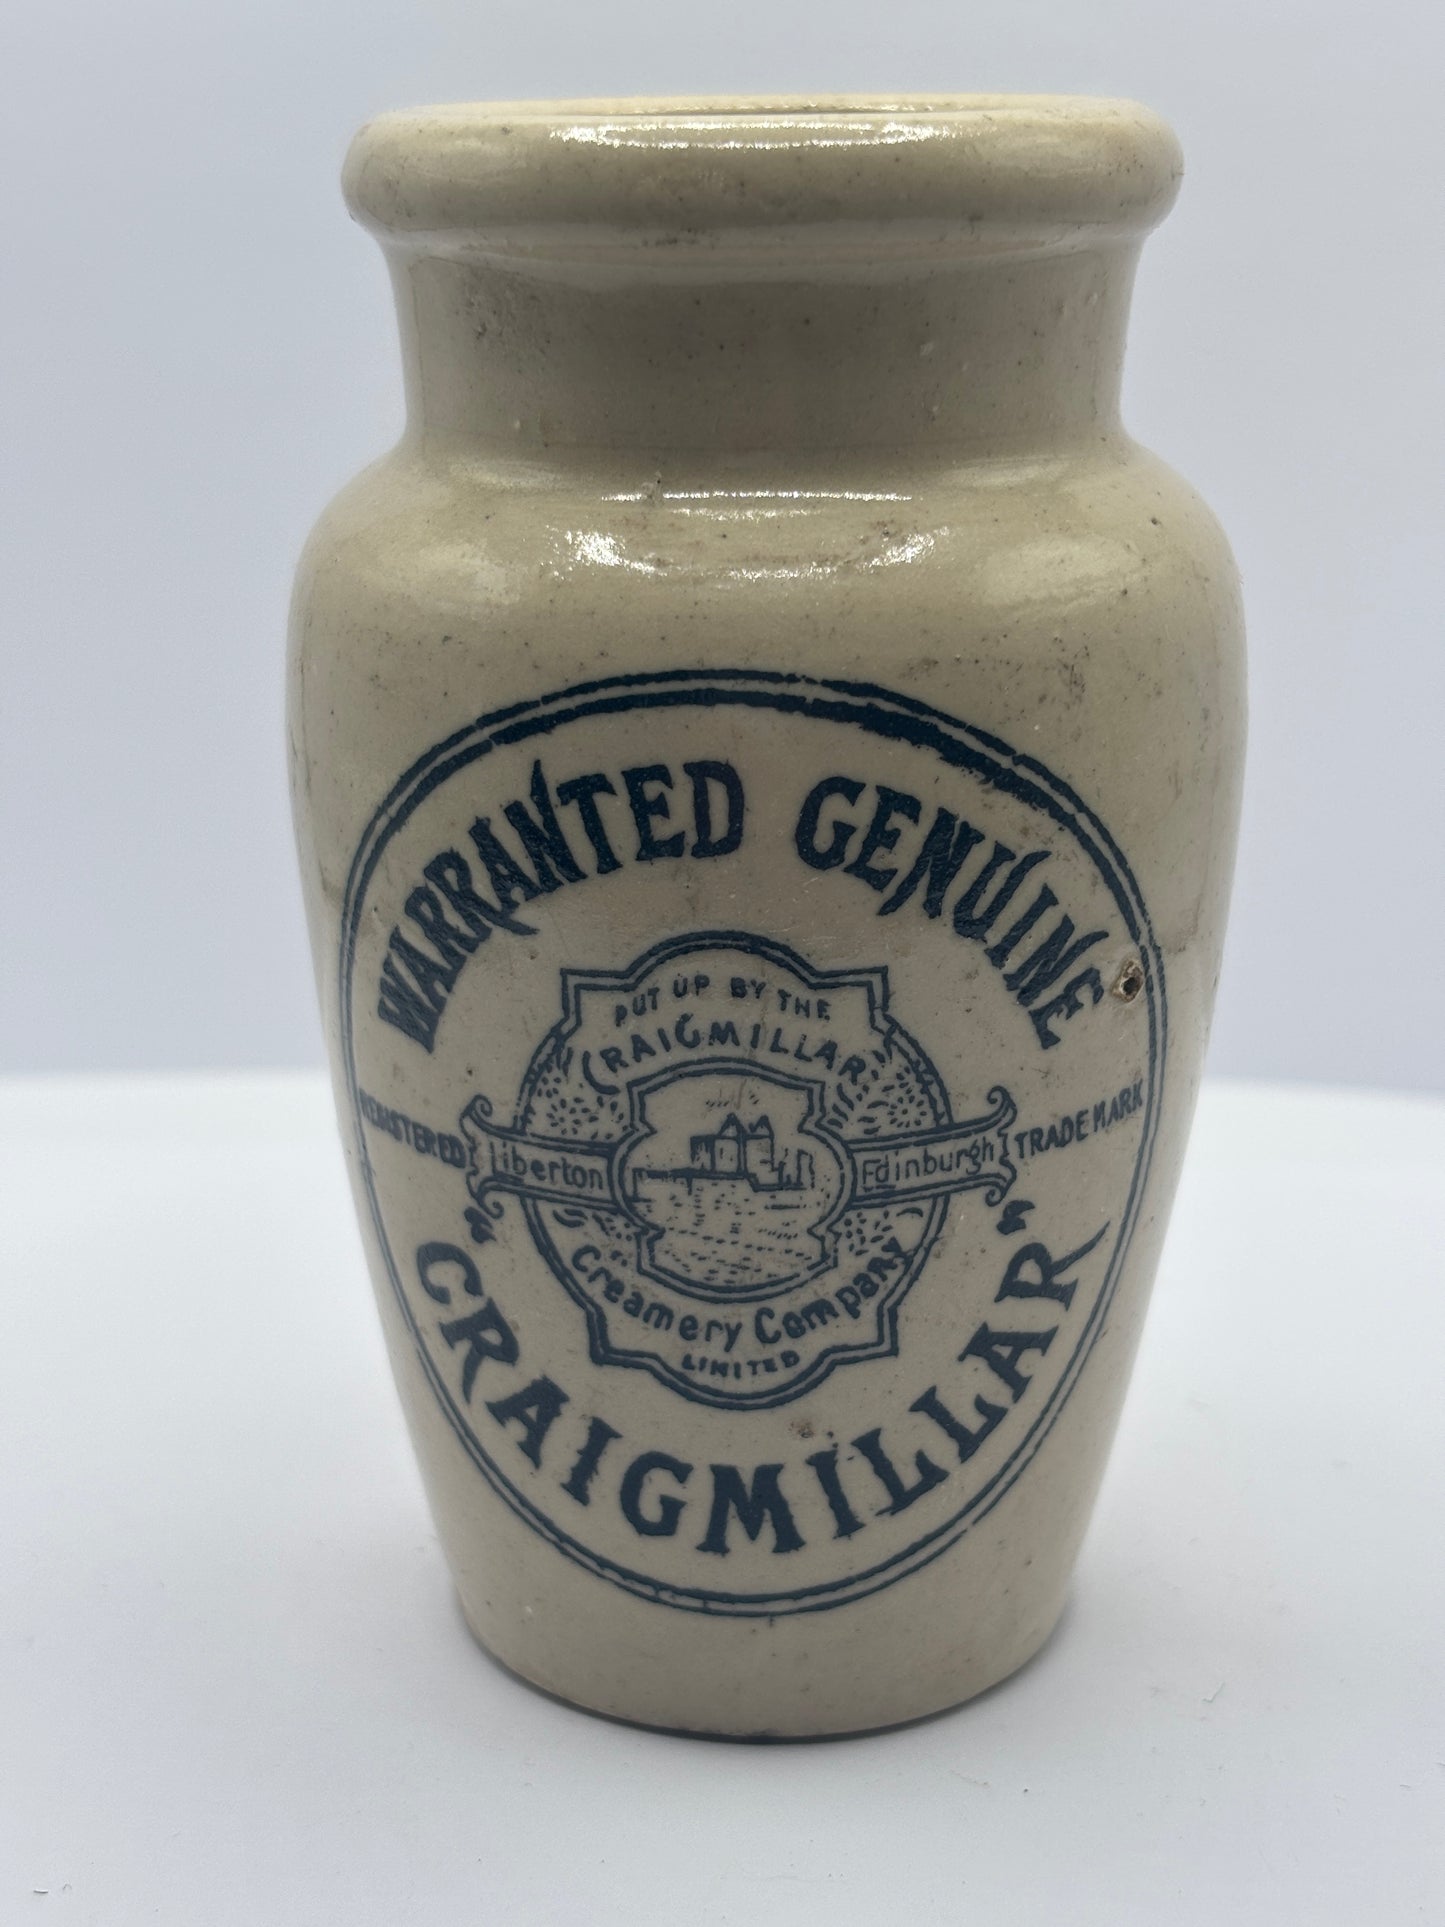 WARRANTED GENUINE
PUT UP BY THE
CRAIGMILLAR
REGISTERED Liberton Edinburgh TRADE MARK
Creamery Company
LIMITED
"CRAIGMILLAR"